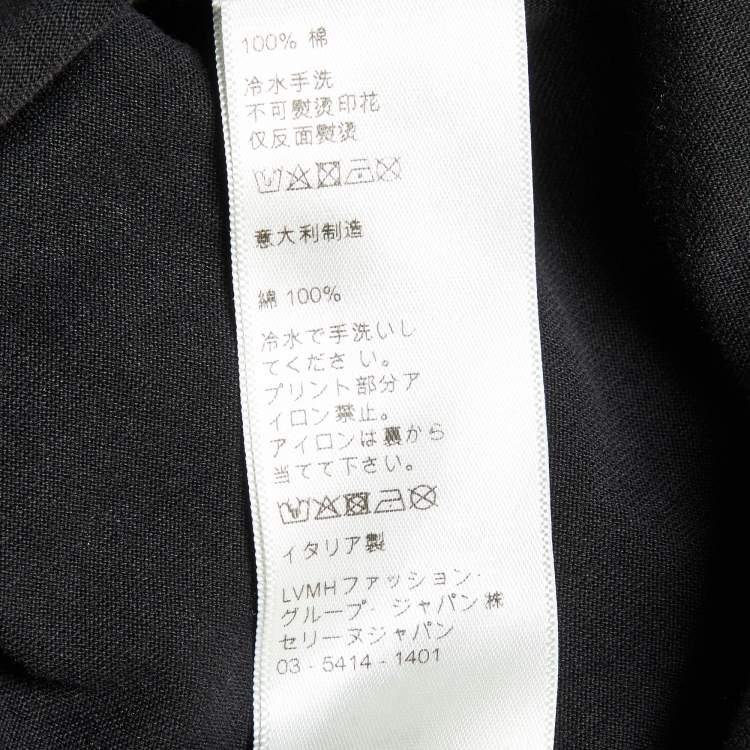 100% 棉
冷水手洗
不可熨烫印花
仅反面熨烫
意大利制造
綿 100%
冷水で手洗いし
てください。
プリント部分ア
イロン禁止。
アイロンは裏から
当てて下さい。
イタリア製
LVMHファッション・
グループ・ジャパン㈱
セリーヌジャパン
03 - 5414 - 1401